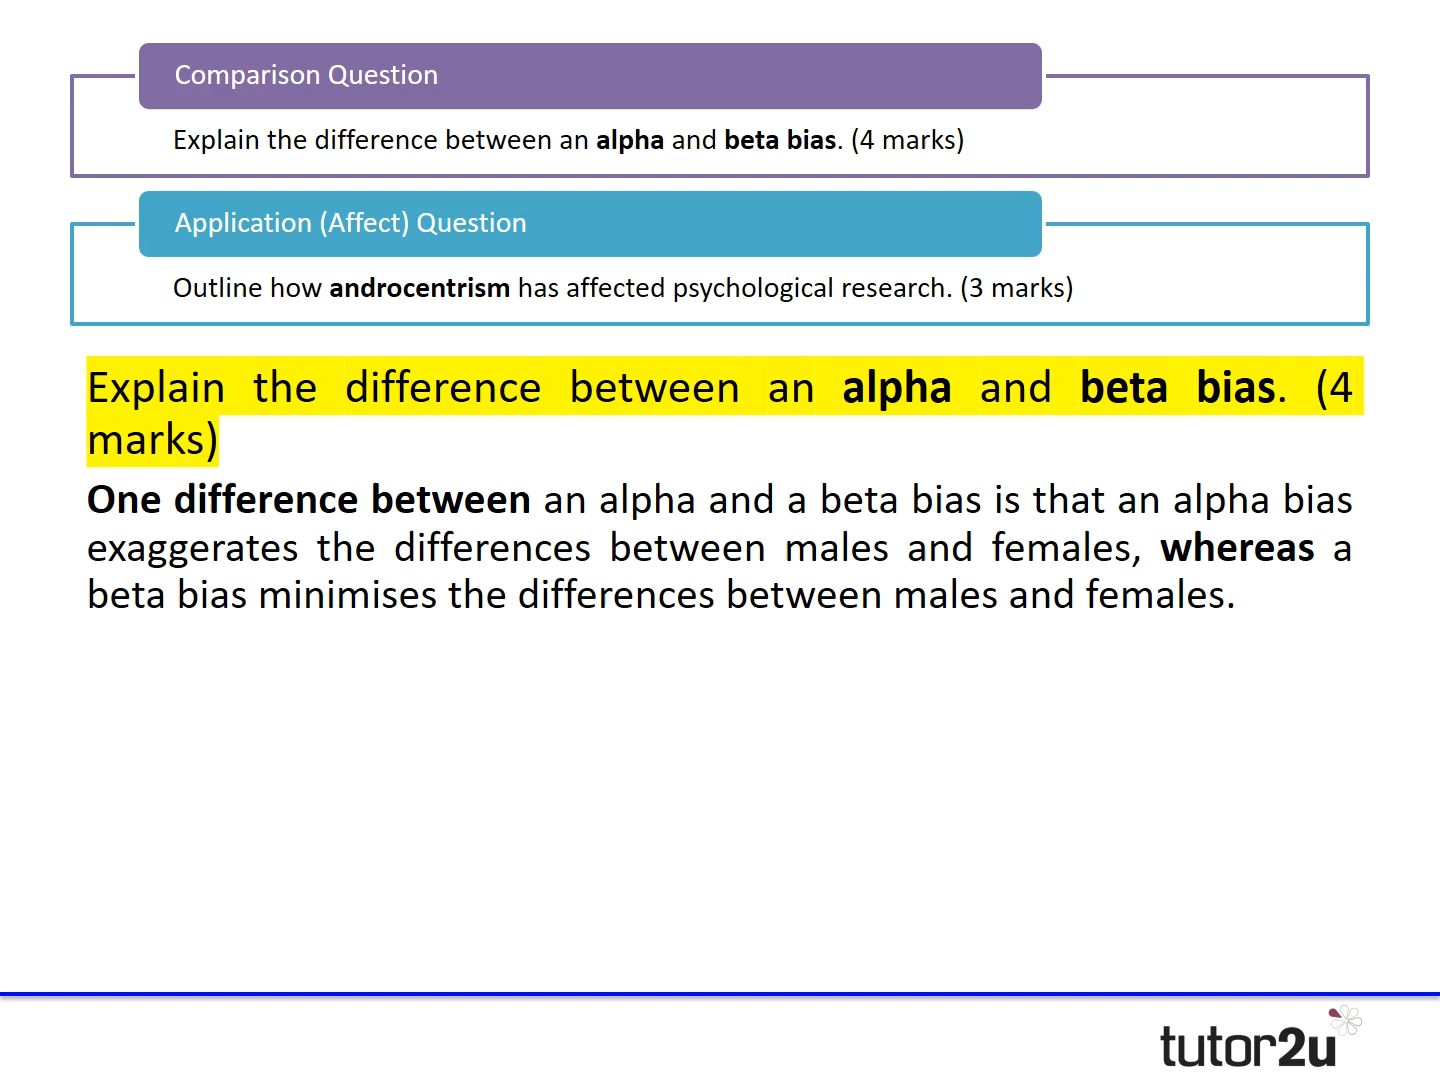 Comparison Question
Explain the difference between an alpha and beta bias. (4 marks)
Application (Affect) Question
Outline how androcentrism has affected psychological research. (3 marks)
Explain the difference between an alpha and beta bias. (4
marks)
One difference between an alpha and a beta bias is that an alpha bias
exaggerates the differences between males and females, whereas a
beta bias minimises the differences between males and females.
tutor2u